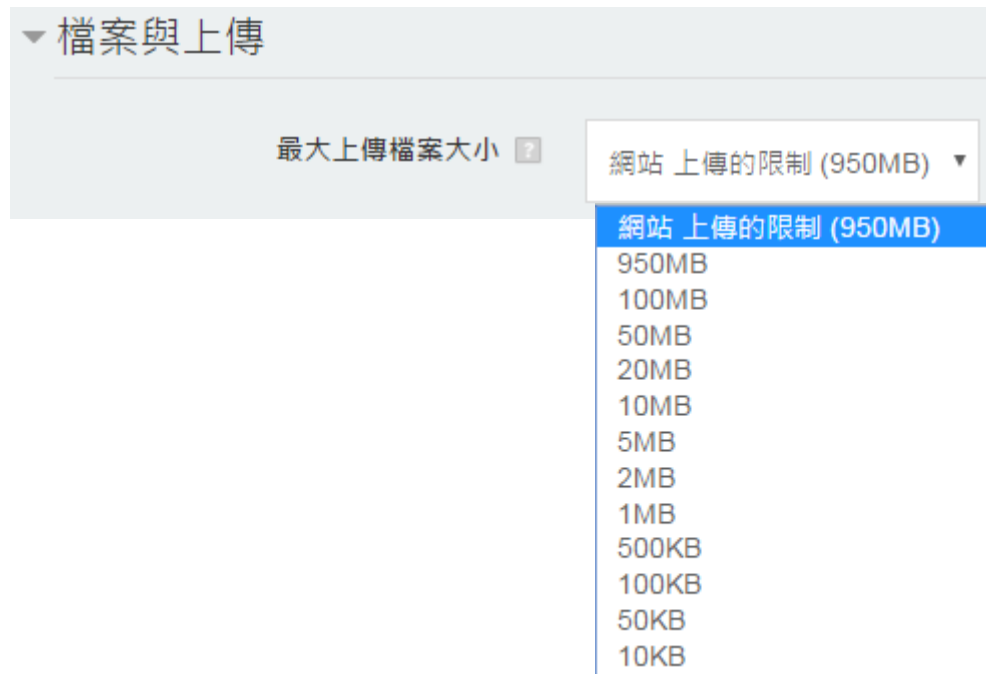 檔案與上傳
最大上傳檔案大小 ?
網站 上傳的限制 (950MB)
網站 上傳的限制 (950MB)
950MB
100MB
50MB
20MB
10MB
5MB
2MB
1MB
500KB
100KB
50KB
10KB